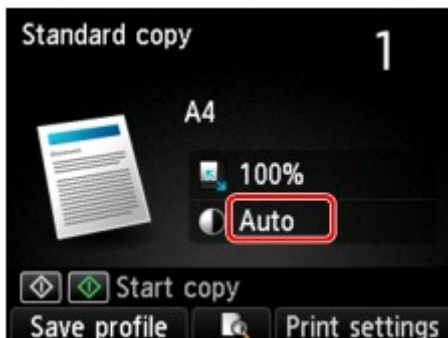 Standard copy
1
A4
100%
Auto
Start copy
Save profile
Print settings